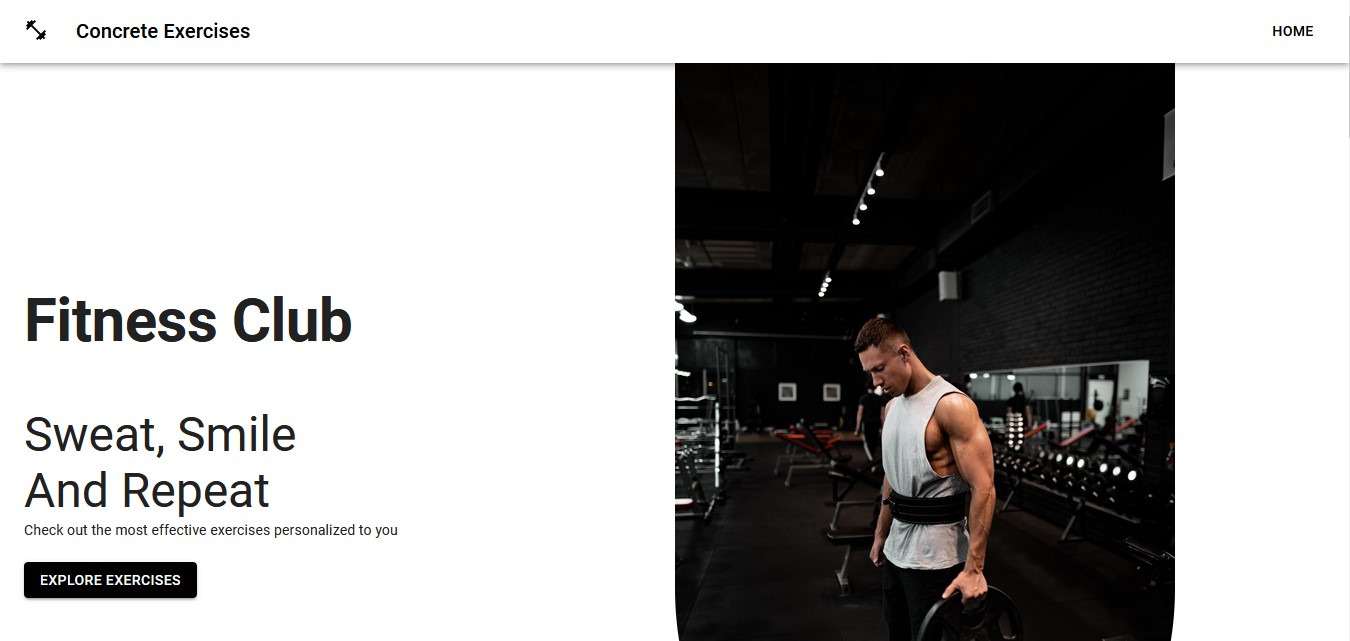 Concrete Exercises
HOME
Fitness Club
Sweat, Smile
And Repeat
Check out the most effective exercises personalized to you
EXPLORE EXERCISES